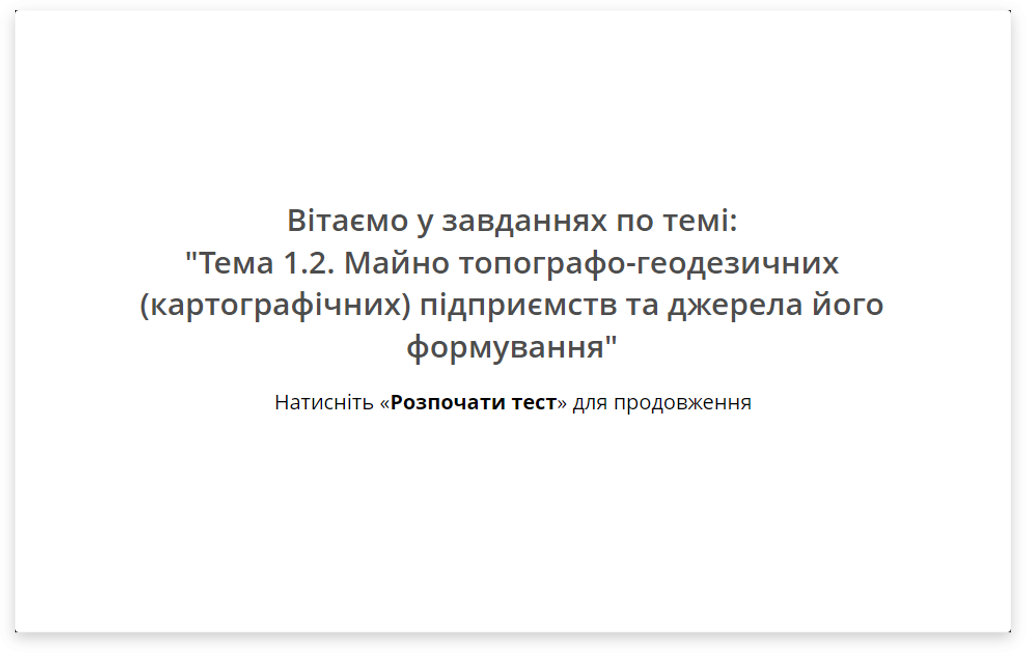 Вітаємо у завданнях по темі:
"Тема 1.2. Майно топографо-геодезичних
(картографічних) підприємств та джерела його
формування"
Натисніть «Розпочати тест» для продовження